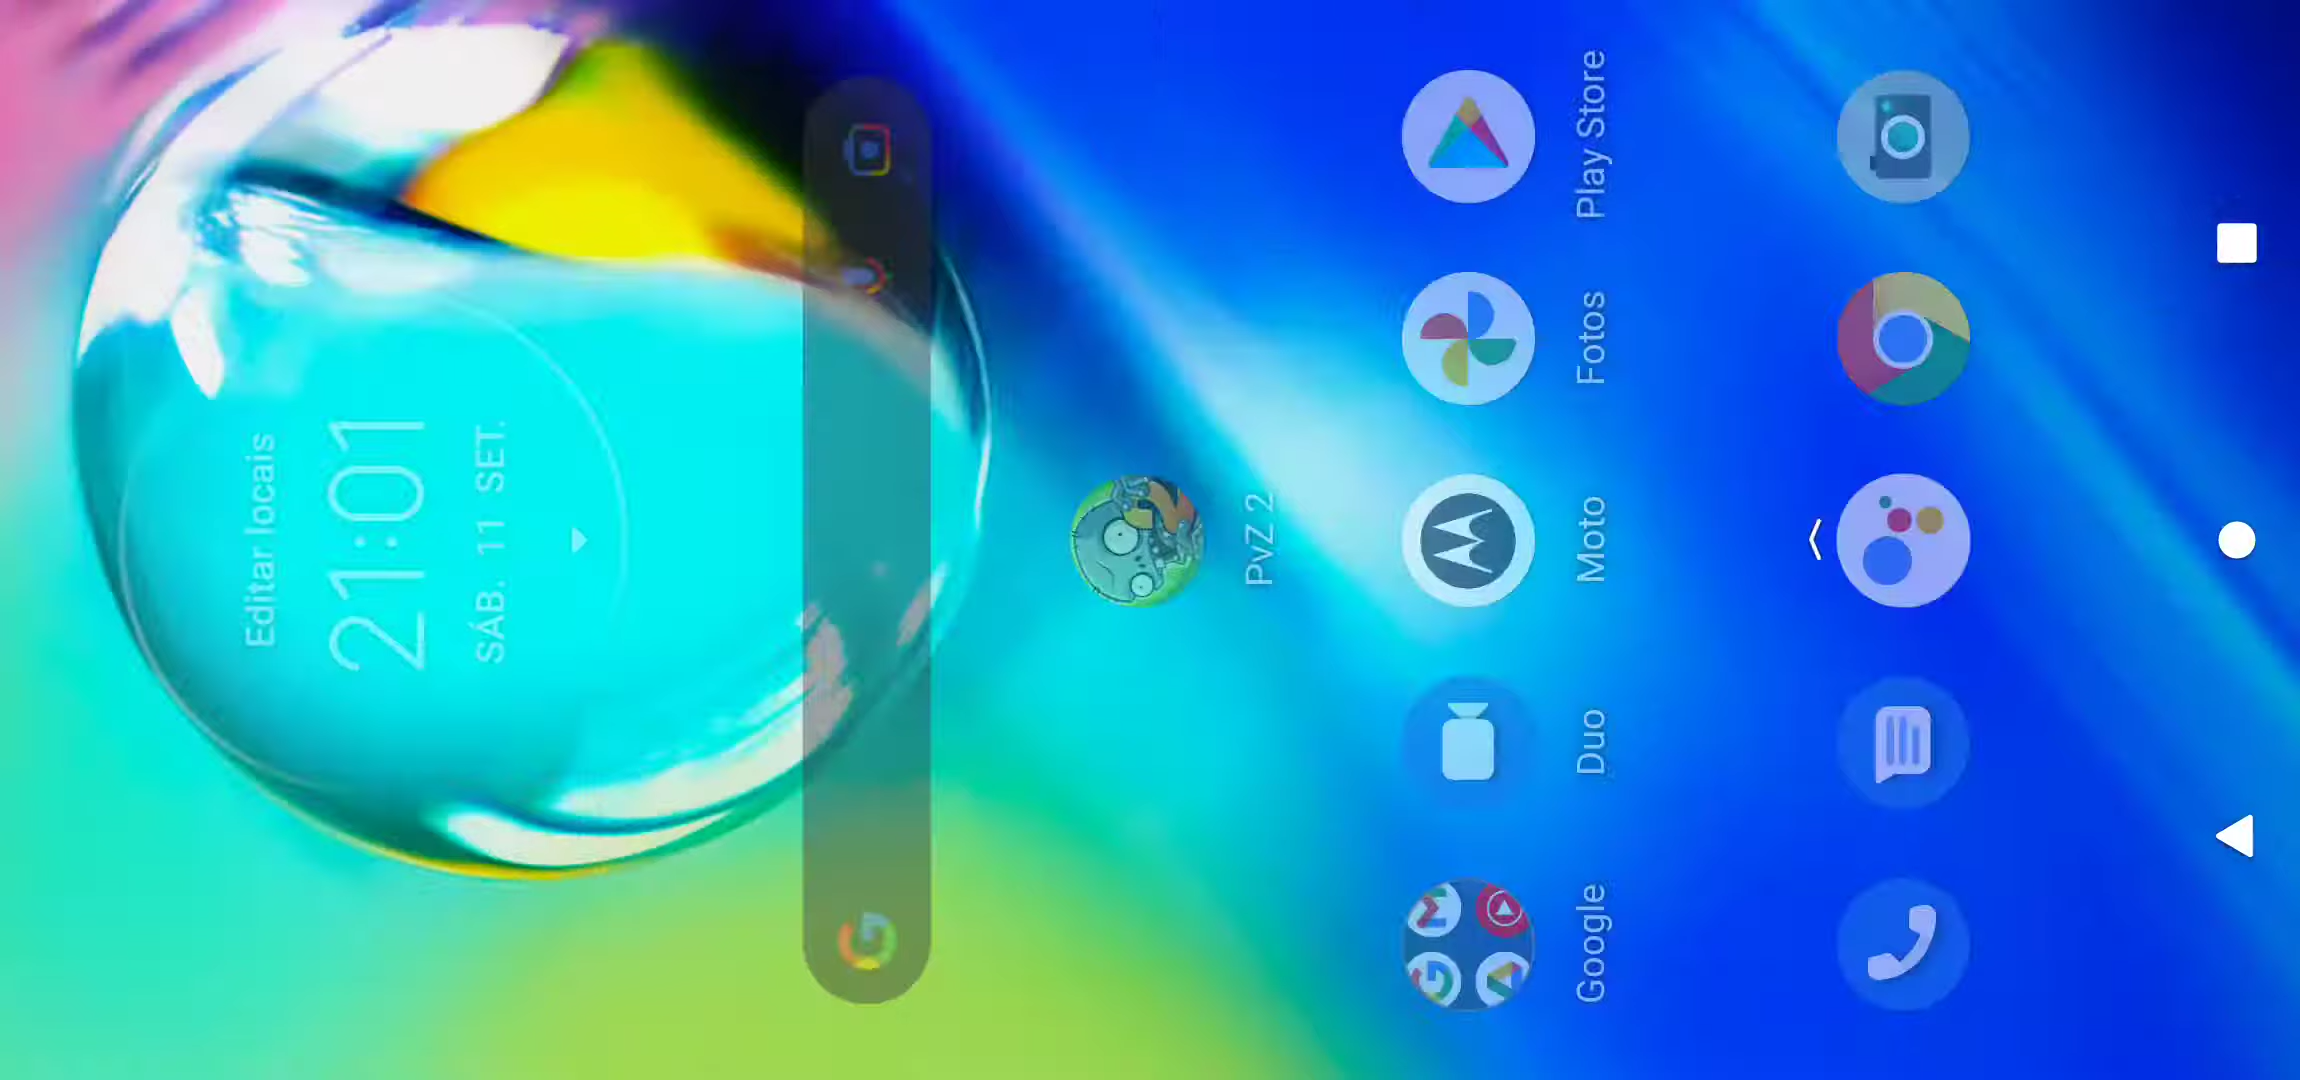 Editar locais
21:01
SÁB. 11 SET.
PvZ 2
Google
Duo
Moto
Fotos
Play Store